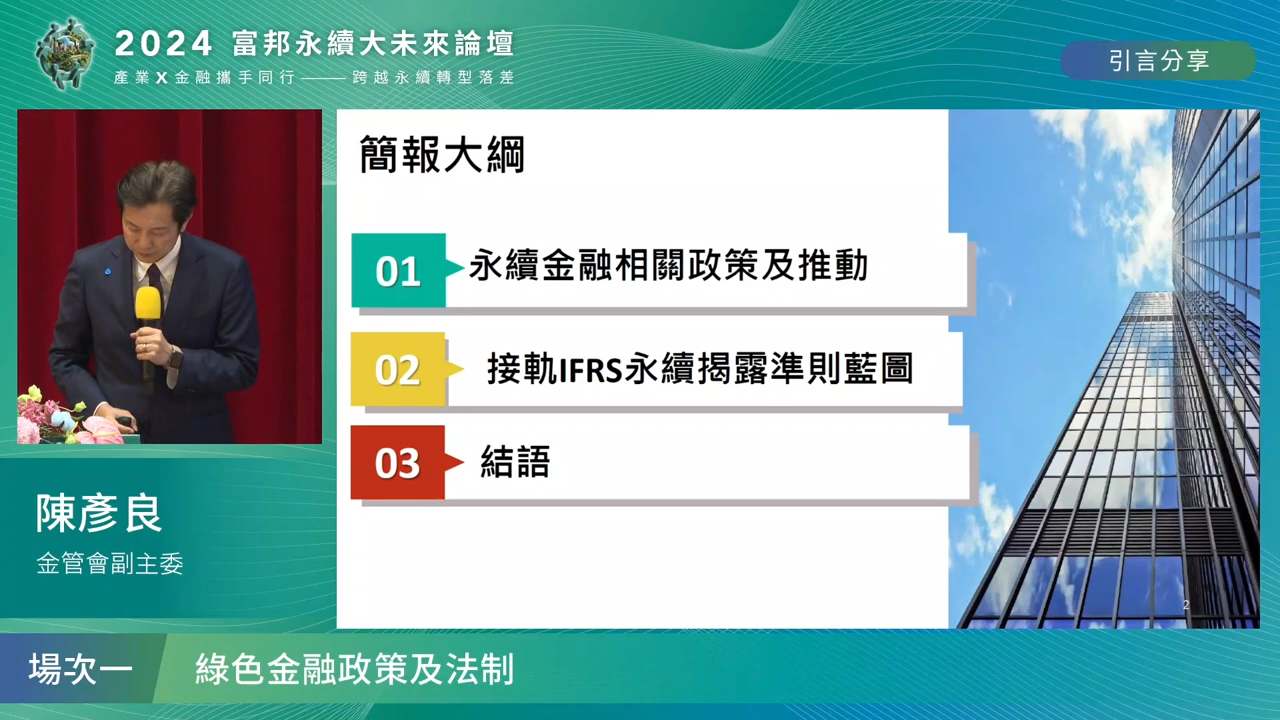 2024 富邦永續大未來論壇
產業X金融攜手同行——跨越永續轉型落差
引言分享
簡報大綱
01 永續金融相關政策及推動
02 接軌IFRS永續揭露準則藍圖
03 結語
2
陳彥良
金管會副主委
場次一 綠色金融政策及法制